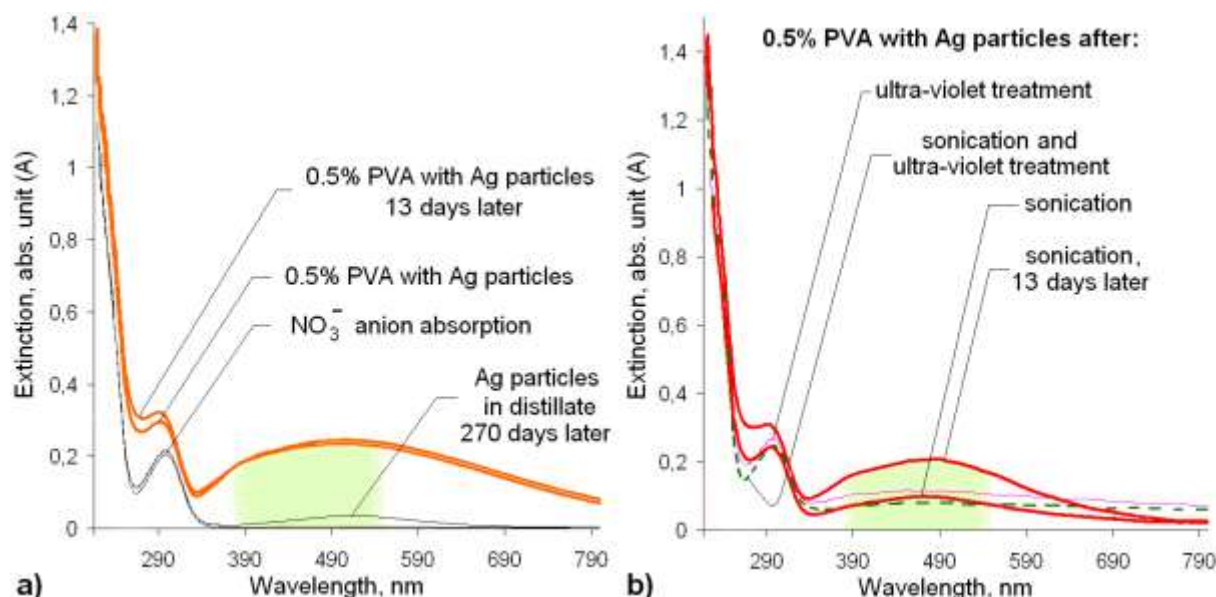 1,4
1,2
1
0,8
0,6
0,4
0,2
0
Extinction, abs. unit (A)
0.5% PVA with Ag particles
13 days later
0.5% PVA with Ag particles
NO₃⁻ anion absorption
Ag particles
in distillate
270 days later
290 390 490 590 690 790
Wavelength, nm
a)
1,4
1,2
1
0,8
0,6
0,4
0,2
0
Extinction, abs. unit (A)
0.5% PVA with Ag particles after:
ultra-violet treatment
sonication and
ultra-violet treatment
sonication
sonication,
13 days later
290 390 490 590 690 790
Wavelength, nm
b)